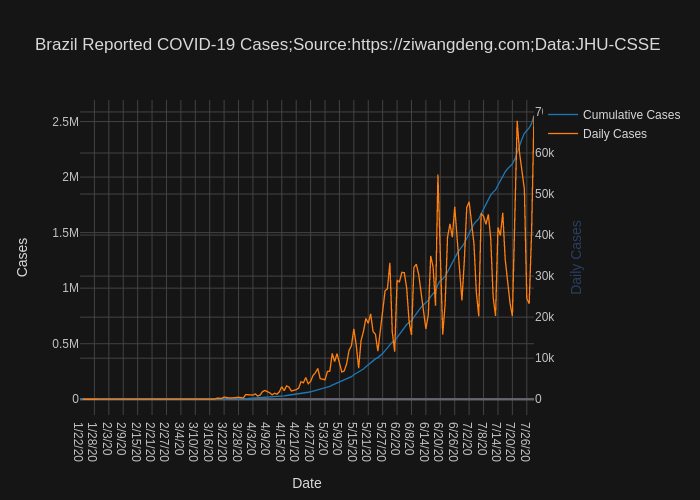 Brazil Reported COVID-19 Cases;Source:https://ziwangdeng.com;Data:JHU-CSSE
Cumulative Cases
Daily Cases
2.5M
2M
1.5M
1M
0.5M
0
Cases
60k
50k
40k
30k
20k
10k
0
Daily Cases
1/22/20
1/28/20
2/3/20
2/9/20
2/15/20
2/21/20
2/27/20
3/4/20
3/10/20
3/16/20
3/22/20
3/28/20
4/3/20
4/9/20
4/15/20
4/21/20
4/27/20
5/3/20
5/9/20
5/15/20
5/21/20
5/27/20
6/2/20
6/8/20
6/14/20
6/20/20
6/26/20
7/2/20
7/8/20
7/14/20
7/20/20
7/26/20
Date